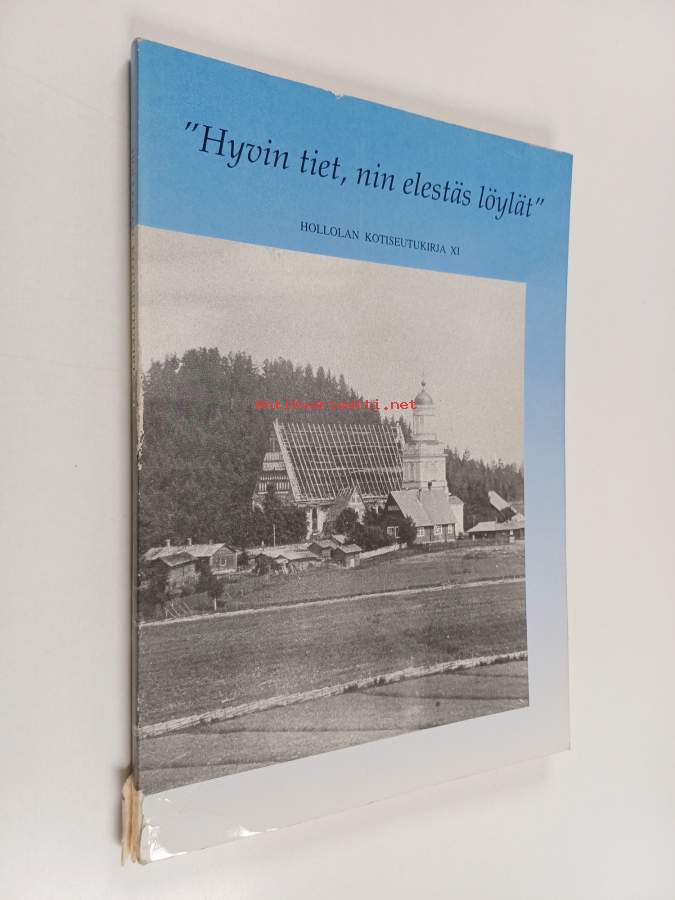 "Hyvin tiet, nin elestäs löylät"
HOLLOLAN KOTISEUTUKIRJA XI
antikvariaatti.net